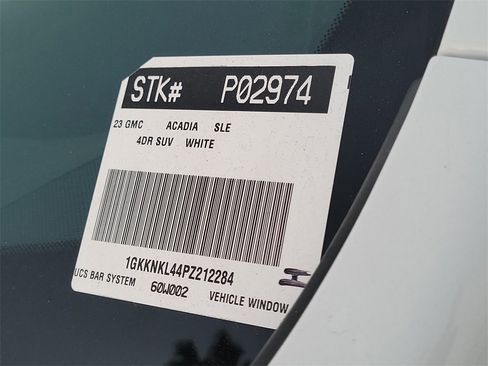 STK# P02974
23 GMC ACADIA SLE
4DR SUV WHITE
1GKKNKL44PZ212284
UCS BAR SYSTEM 60W002 VEHICLE WINDOW